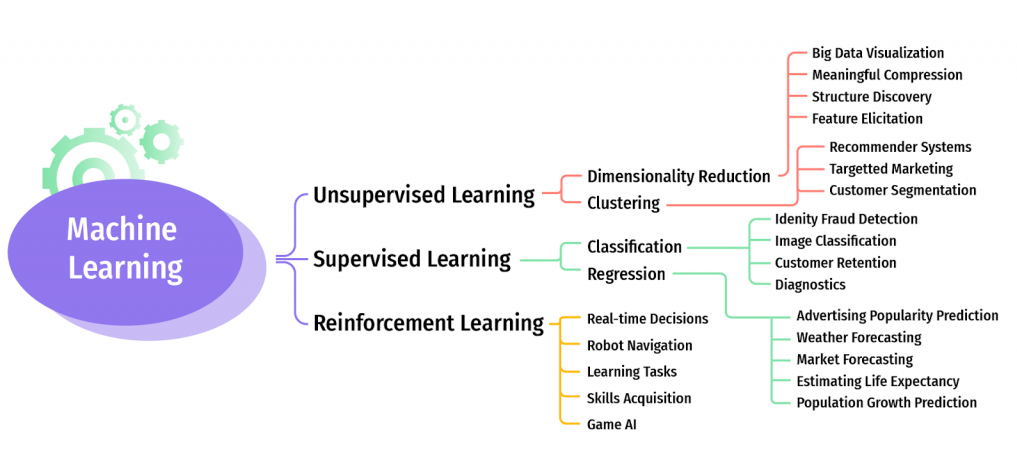 Machine
Learning
Unsupervised Learning
Dimensionality Reduction
Big Data Visualization
Meaningful Compression
Structure Discovery
Feature Elicitation
Clustering
Recommender Systems
Targetted Marketing
Customer Segmentation
Supervised Learning
Classification
Idenity Fraud Detection
Image Classification
Customer Retention
Diagnostics
Regression
Advertising Popularity Prediction
Weather Forecasting
Market Forecasting
Estimating Life Expectancy
Population Growth Prediction
Reinforcement Learning
Real-time Decisions
Robot Navigation
Learning Tasks
Skills Acquisition
Game AI